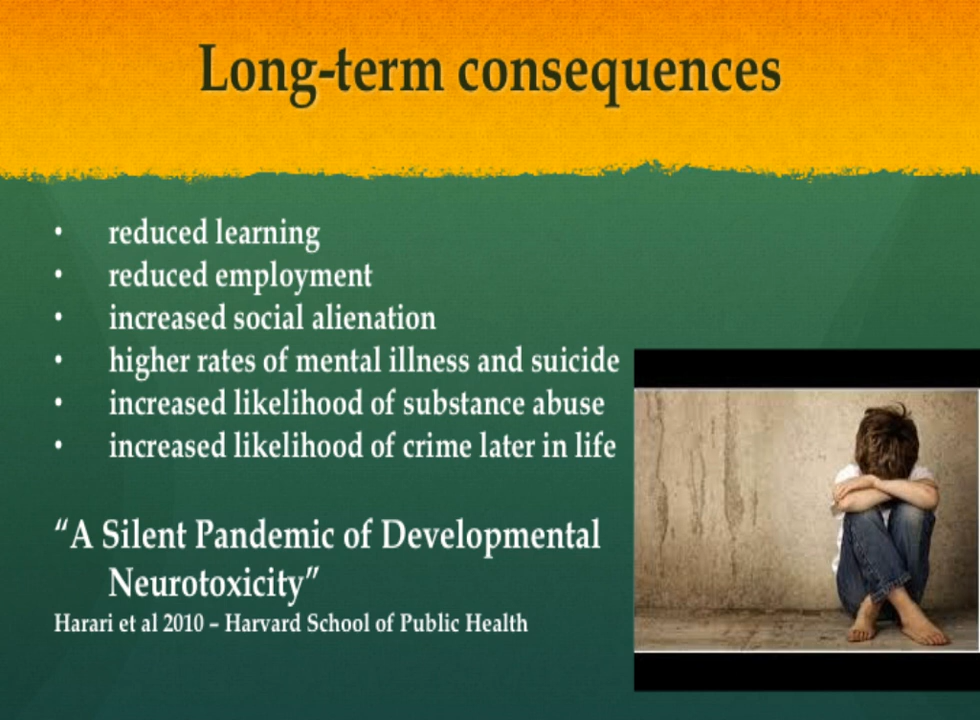 Long-term consequences
• reduced learning
• reduced employment
• increased social alienation
• higher rates of mental illness and suicide
• increased likelihood of substance abuse
• increased likelihood of crime later in life
“A Silent Pandemic of Developmental
Neurotoxicity”
Harari et al 2010 – Harvard School of Public Health